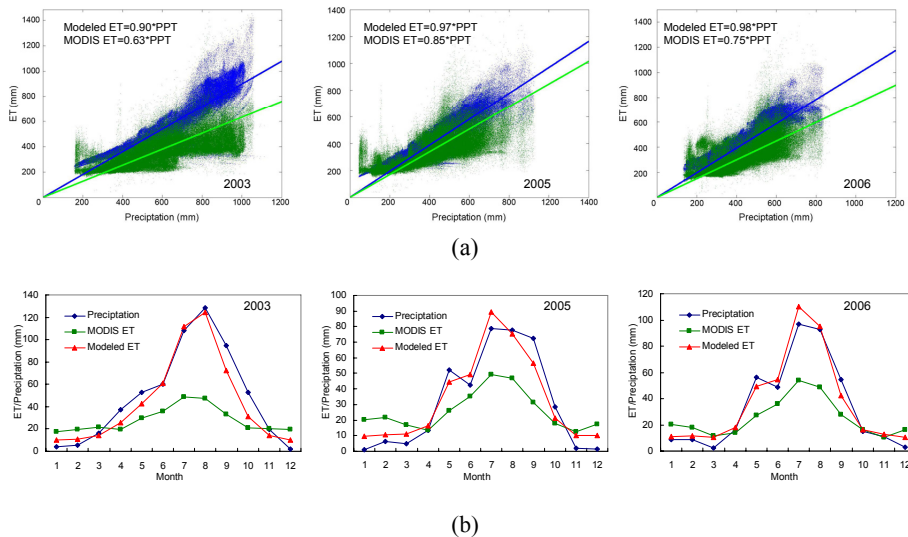 Modeled ET=0.90*PPT
MODIS ET=0.63*PPT
1400
1200
1000
800
600
400
200
ET (mm)
2003
0 200 400 600 800 1000 1200
Preciptation (mm)
Modeled ET=0.97*PPT
MODIS ET=0.85*PPT
1400
1200
1000
800
600
400
200
ET (mm)
2005
0 200 400 600 800 1000 1200 1400
Preciptation (mm)
Modeled ET=0.98*PPT
MODIS ET=0.75*PPT
1400
1200
1000
800
600
400
200
ET (mm)
2006
0 200 400 600 800 1000 1200
Preciptation (mm)
(a)
140
120
100
80
60
40
20
0
ET/Precipitation (mm)
2003
Precipitation
MODIS ET
Modeled ET
1 2 3 4 5 6 7 8 9 10 11 12
Month
100
90
80
70
60
50
40
30
20
10
0
ET/Precipitation (mm)
2005
Precipitation
MODIS ET
Modeled ET
1 2 3 4 5 6 7 8 9 10 11 12
Month
120
100
80
60
40
20
0
ET/Precipitation (mm)
2006
Precipitation
MODIS ET
Modeled ET
1 2 3 4 5 6 7 8 9 10 11 12
Month
(b)